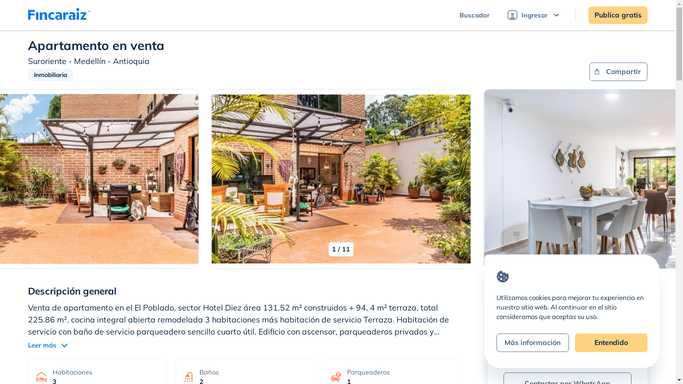 Fincaraiz
Buscador
Ingresar
Publica gratis
Apartamento en venta
Suroriente - Medellín - Antioquia
Inmobiliaria
Compartir
1 / 11
Descripción general
Venta de apartamento en el El Poblado, sector Hotel Diez área 131.52 m² construidos + 94, 4 m² terraza, total
225.86 m², cocina integral abierta remodelada 3 habitaciones más habitación de servicio Terraza. Habitación de
servicio con baño de servicio parqueadero sencillo cuarto útil. Edificio con ascensor, parqueaderos privados y...
Leer más
Habitaciones
3
Baños
2
Parqueaderos
1
Utilizamos cookies para mejorar tu experiencia en
nuestro sitio web. Al continuar en el sitio
consideramos que aceptas su uso.
Más información
Entendido
Contactar por WhatsApp